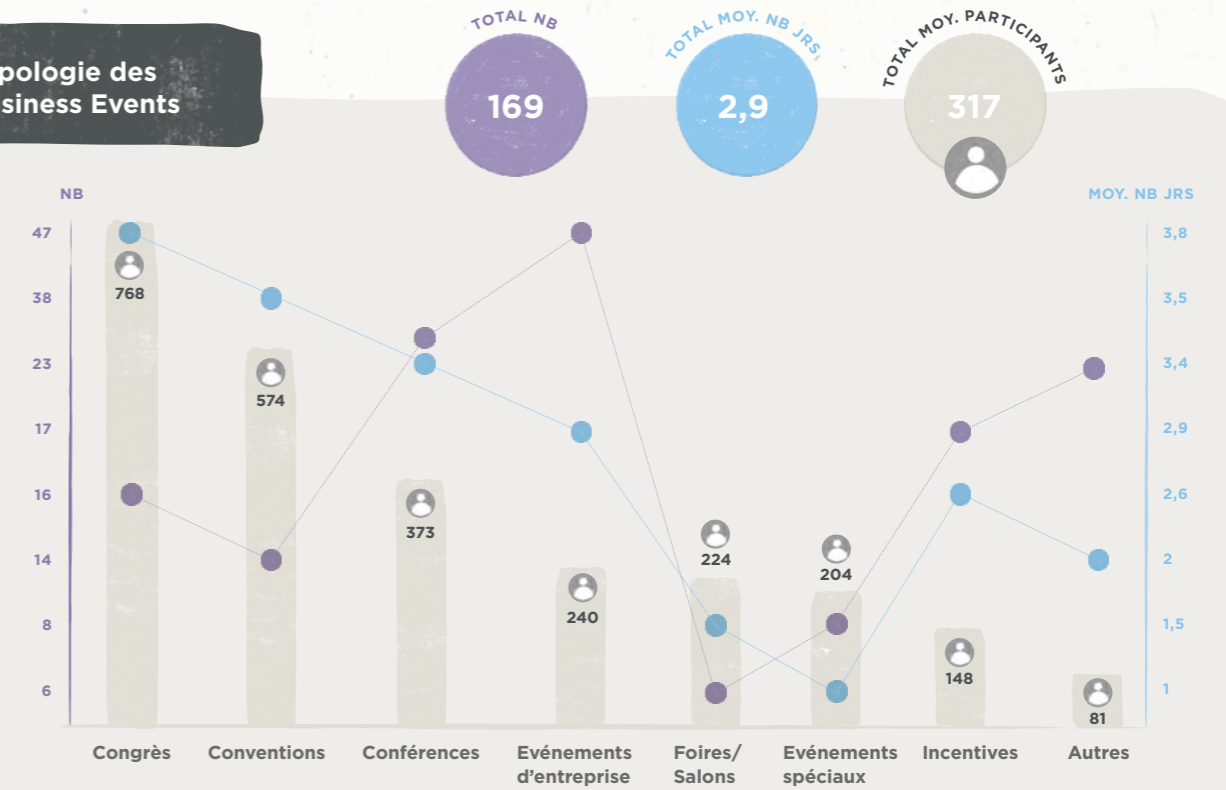 pologie des
siness Events
TOTAL NB
169
TOTAL MOY. NB JRS
2,9
TOTAL MOY. PARTICIPANTS
317
NB
MOY. NB JRS
47
38
23
17
16
14
8
6
3,8
3,5
3,4
2,9
2,6
2
1,5
1
768
574
373
240
224
204
148
81
Congrès
Conventions
Conférences
Evénements
d'entreprise
Foires/
Salons
Evénements
spéciaux
Incentives
Autres